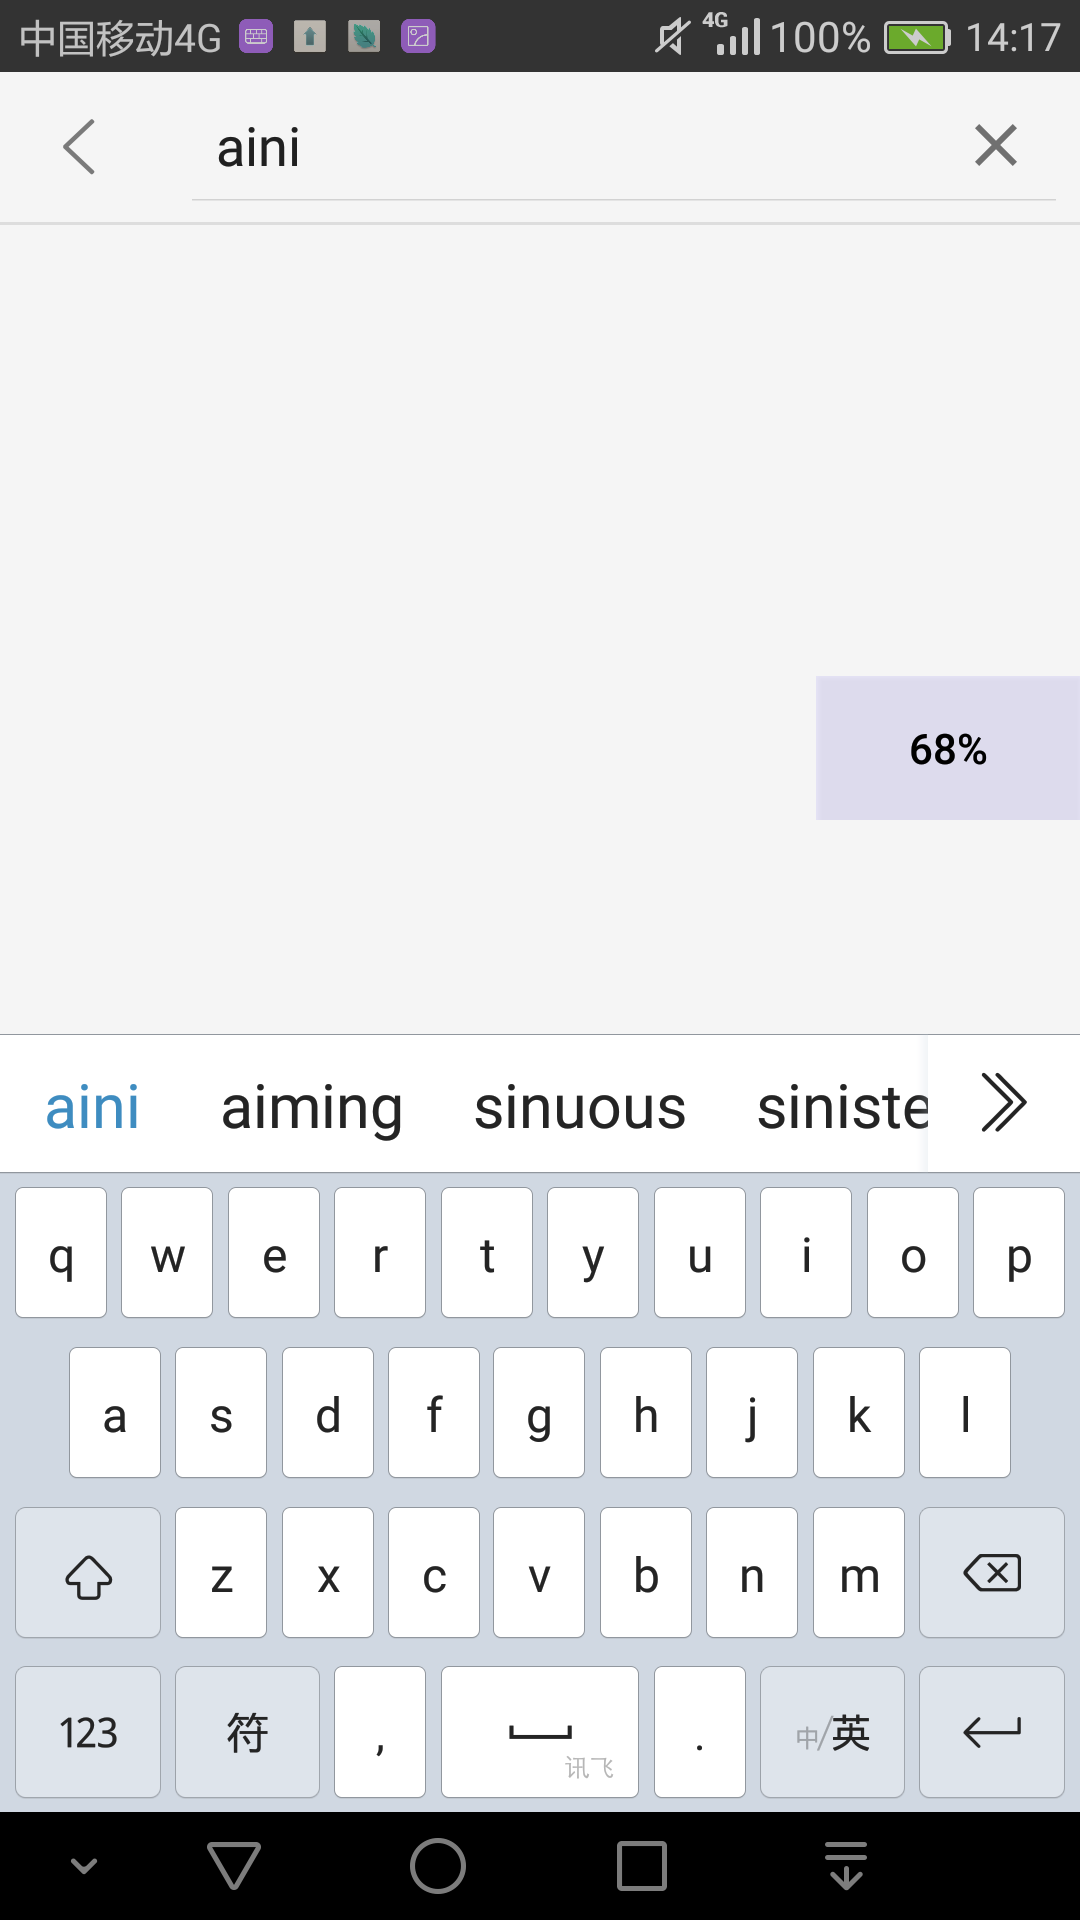 中国移动4G 4G 100% 14:17
aini
68%
aini aiming sinuous siniste
q w e r t y u i o p
a s d f g h j k l
z x c v b n m
123 符 , 讯飞 . 中/英